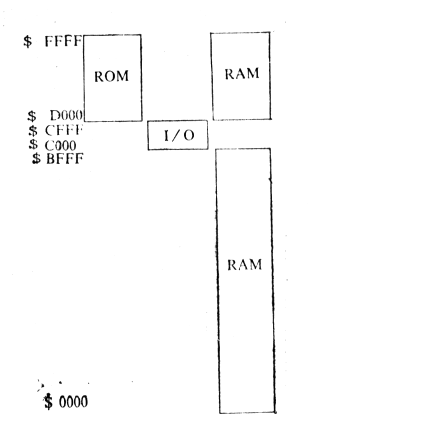 $ FFFF
ROM
RAM
$ D000
$ CFFF
I/O
$ C000
$ BFFF
RAM
$ 0000